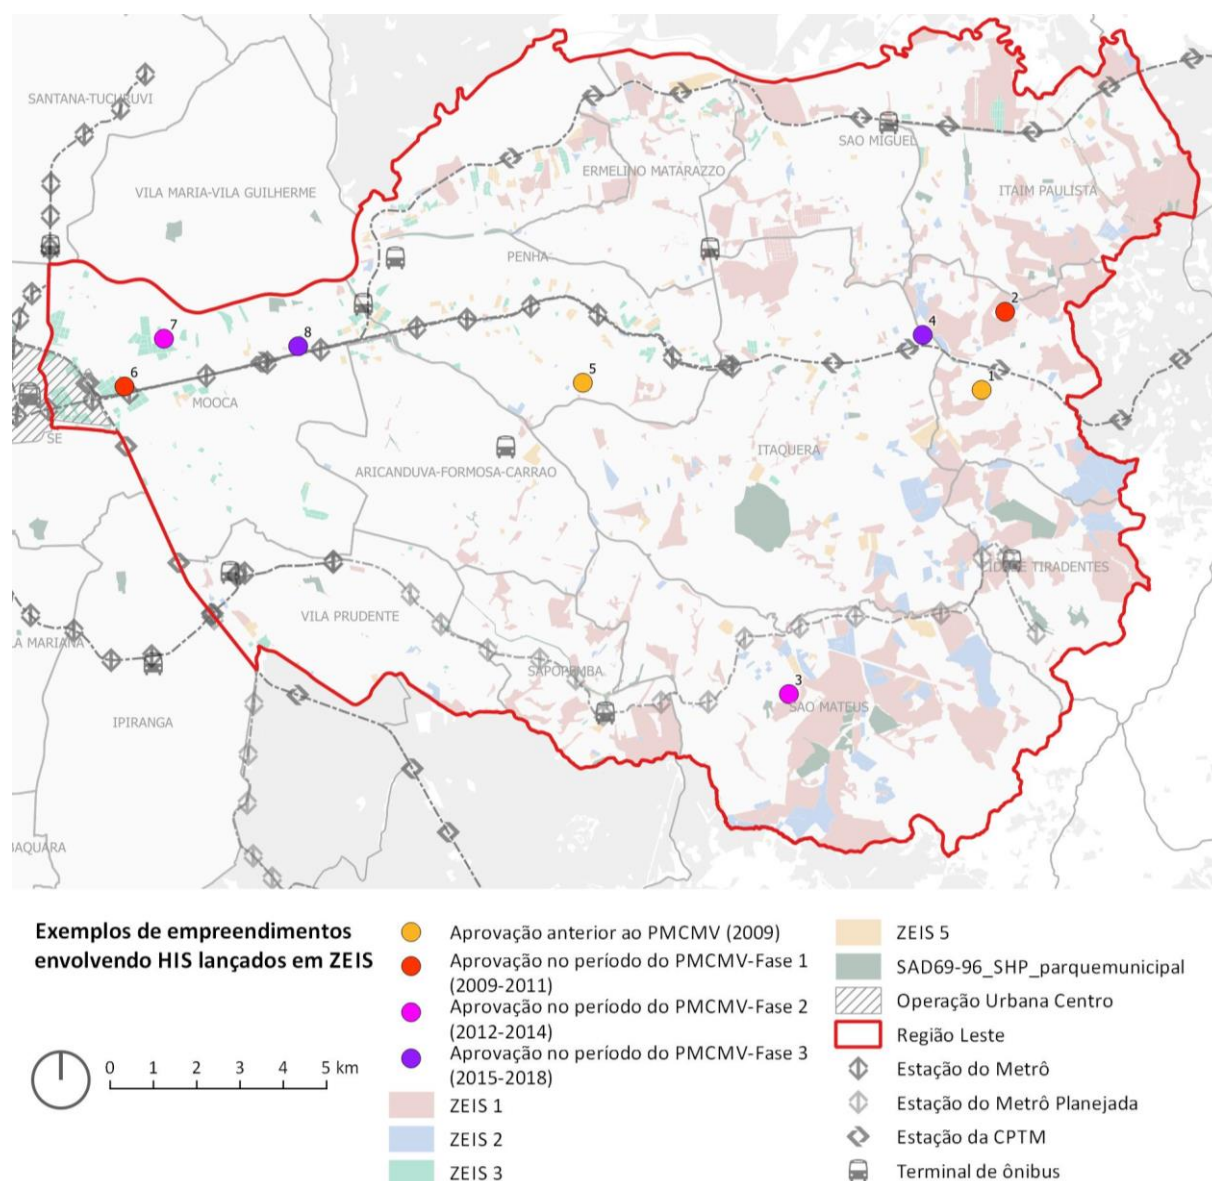 SANTANA-TUCURUVI
VILA MARIA-VILA GUILHERME
ERMELINO MATARAZZO
SAO MIGUEL
ITAIM PAULISTA
PENHA
2
7
8
4
6
5
1
MOOCA
SE
ARICANDUVA-FORMOSA-CARRAO
ITAQUERA
CIDADE TIRADENTES
VILA PRUDENTE
LA MARIANA
SAPOPEMBA
3
SAO MATEUS
IPIRANGA
BAQUARA
Exemplos de empreendimentos
envolvendo HIS lançados em ZEIS
0 1 2 3 4 5 km
Aprovação anterior ao PMCMV (2009)
Aprovação no período do PMCMV-Fase 1
(2009-2011)
Aprovação no período do PMCMV-Fase 2
(2012-2014)
Aprovação no período do PMCMV-Fase 3
(2015-2018)
ZEIS 1
ZEIS 2
ZEIS 3
ZEIS 5
SAD69-96_SHP_parquemunicipal
Operação Urbana Centro
Região Leste
Estação do Metrô
Estação do Metrô Planejada
Estação da CPTM
Terminal de ônibus